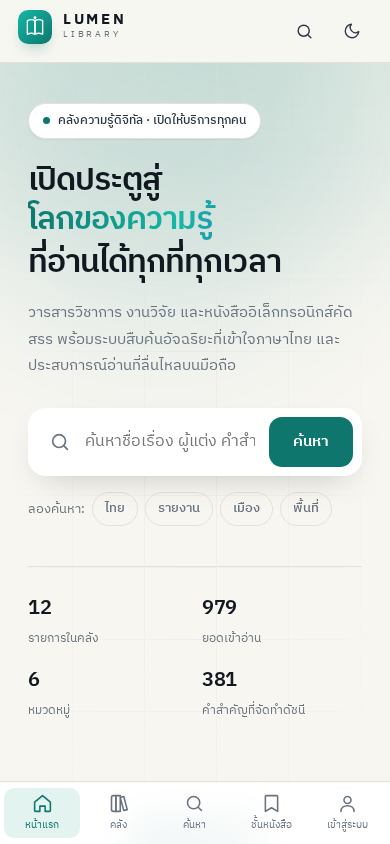 LUMEN
LIBRARY
คลังความรู้ดิจิทัล · เปิดให้บริการทุกคน
เปิดประตูสู่
โลกของความรู้
ที่อ่านได้ทุกที่ทุกเวลา
วารสารวิชาการ งานวิจัย และหนังสืออิเล็กทรอนิกส์คัด
สรร พร้อมระบบสืบค้นอัจฉริยะที่เข้าใจภาษาไทย และ
ประสบการณ์อ่านที่ลื่นไหลบนมือถือ
ค้นหาชื่อเรื่อง ผู้แต่ง คำสำ ค้นหา
ลองค้นหา: ไทย รายงาน เมือง พื้นที่
12 979
รายการในคลัง ยอดเข้าอ่าน
6 381
หมวดหมู่ คำสำคัญที่จัดทำดัชนี
หน้าแรก คลัง ค้นหา ชั้นหนังสือ เข้าสู่ระบบ